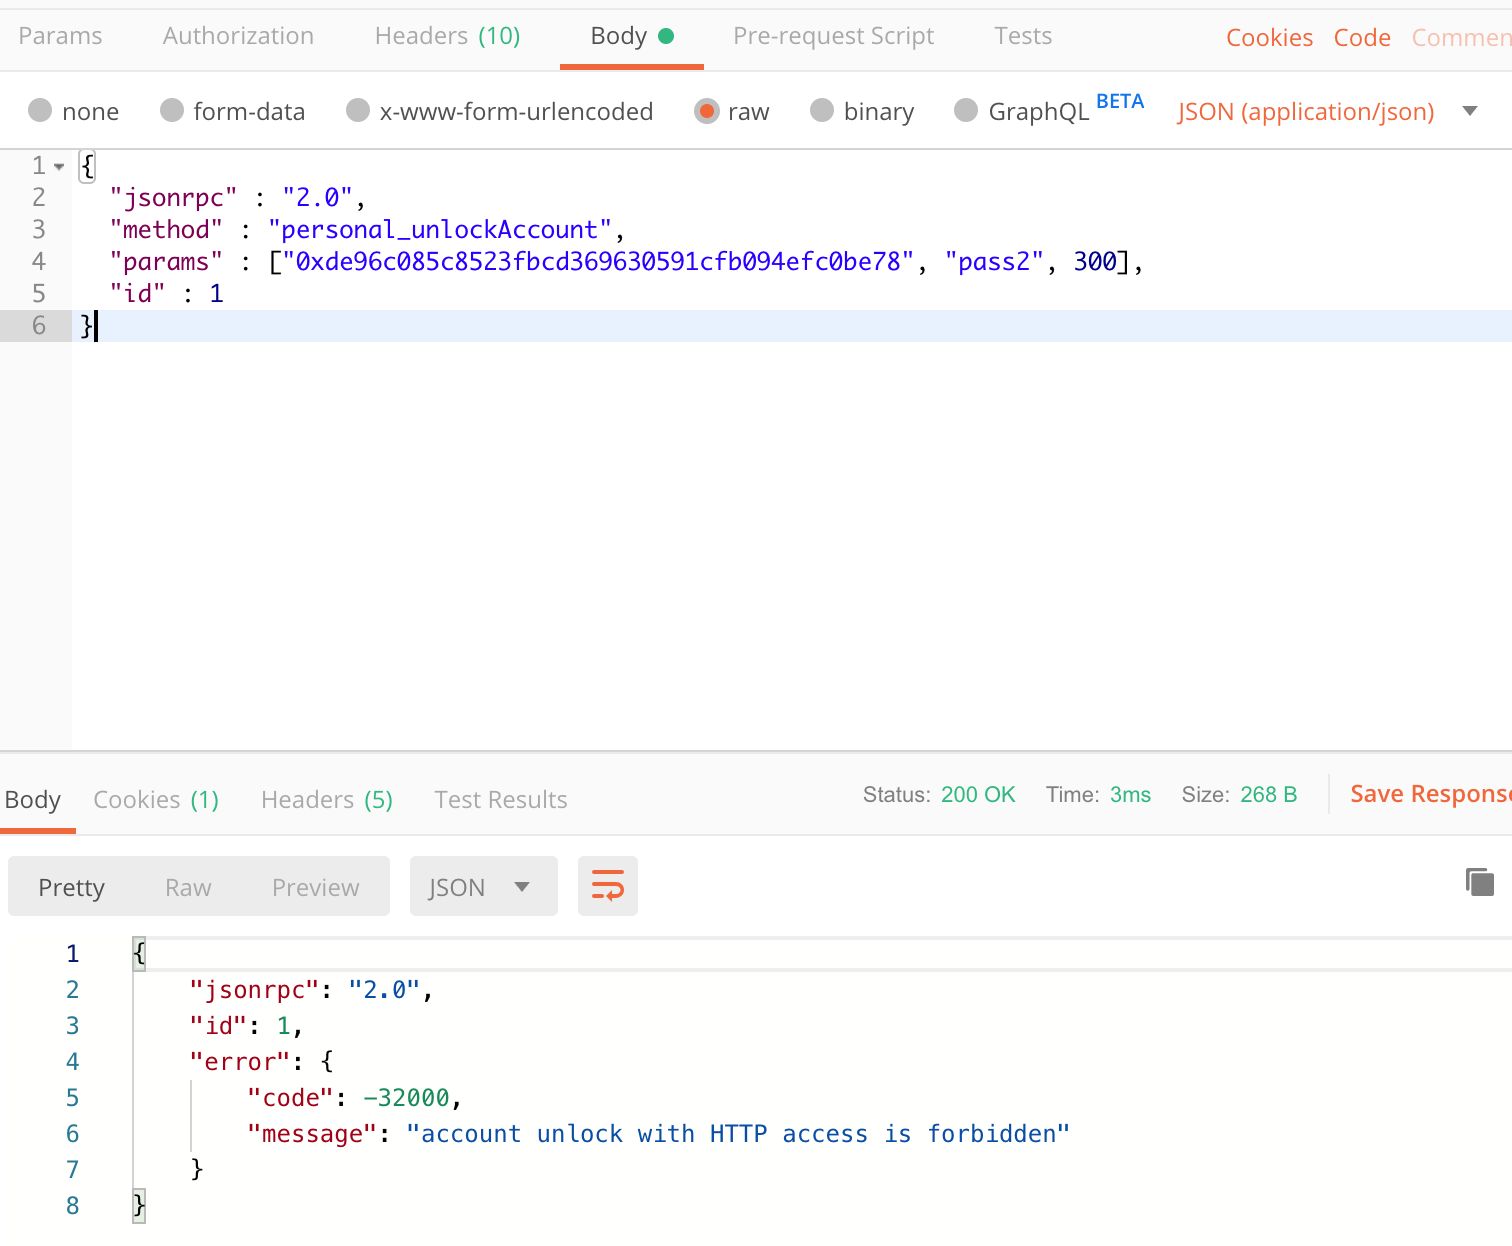 Params Authorization Headers (10) Body Pre-request Script Tests Cookies Code Commen
none form-data x-www-form-urlencoded raw binary GraphQL BETA JSON (application/json)
1 {
2 "jsonrpc" : "2.0",
3 "method" : "personal_unlockAccount",
4 "params" : ["0xde96c085c8523fbcd369630591cfb094efc0be78", "pass2", 300],
5 "id" : 1
6 }
Body Cookies (1) Headers (5) Test Results Status: 200 OK Time: 3ms Size: 268 B Save Response
Pretty Raw Preview JSON
1 {
2 "jsonrpc": "2.0",
3 "id": 1,
4 "error": {
5 "code": -32000,
6 "message": "account unlock with HTTP access is forbidden"
7 }
8 }